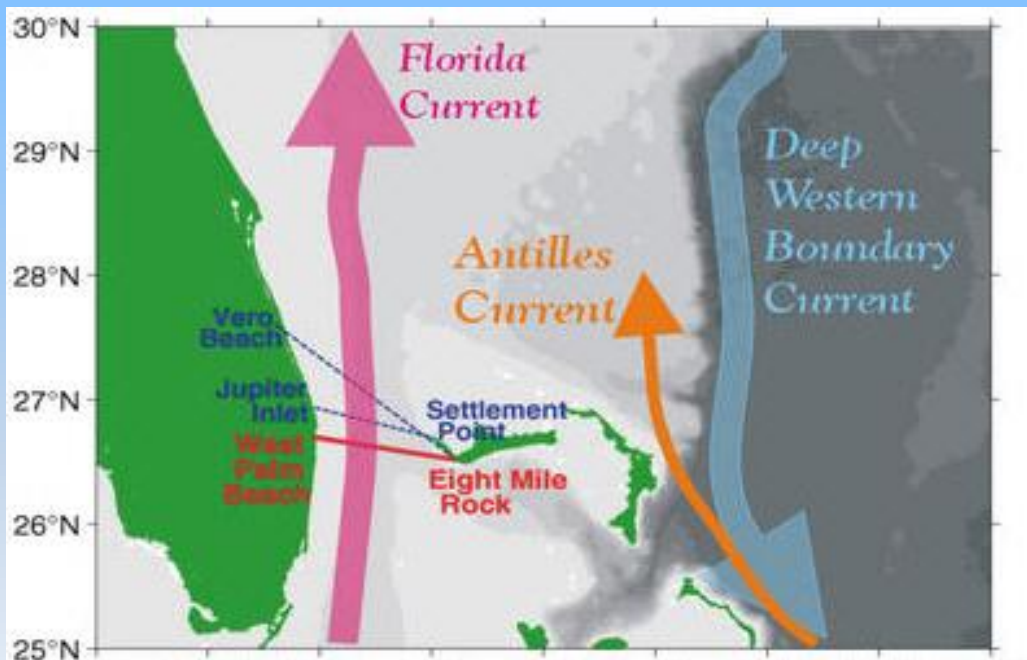 30°N
29°N
28°N
27°N
26°N
25°N
Florida
Current
Deep
Western
Boundary
Current
Antilles
Current
Vero
Beach
Jupiter
Inlet
West
Palm
Beach
Settlement
Point
Eight Mile
Rock